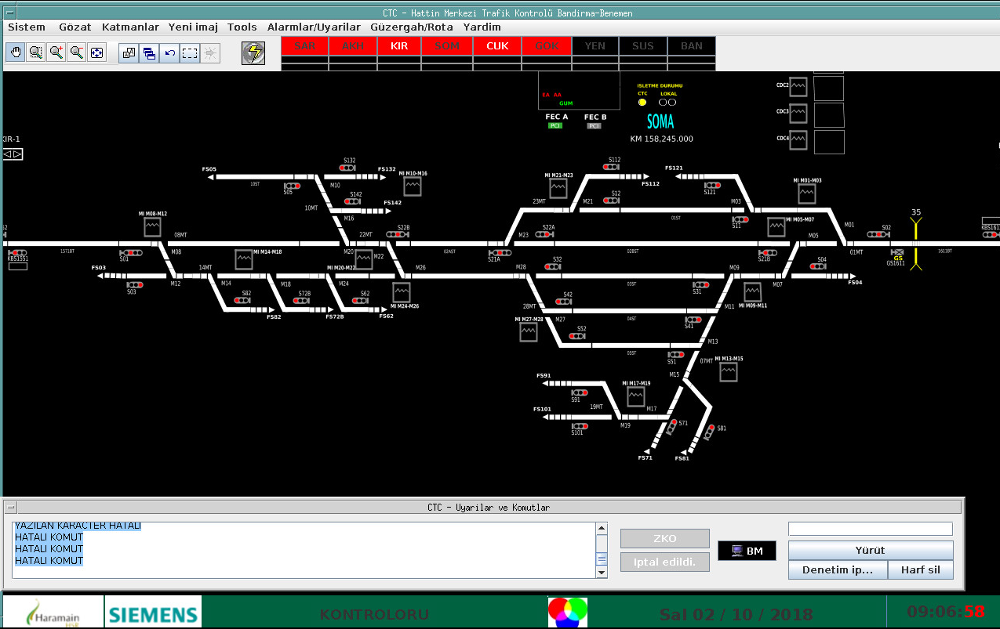 CTC - Hattin Merkezi Trafik Kontrolü Bandirma-Benemen
Sistem Gözat Katmanlar Yeni imaj Tools Alarmlar/Uyarilar Güzergah/Rota Yardim
SAR AKH KIR SOM CUK GOK YEN SUS BAN
EA AA
GUM
FEC A FEC B
PCI PCI
ISLETME DURUMU
CTC LOKAL
SOMA
KM 158,245.000
CDC2
CDC3
CDC4
KIR-1
FS05 S132 FS132 MI M10-M16
10ST S05 M10
S142 FS142
10MT M16
MI M21-M23 S112 FS112 FS121
S12 S121 MI M01-M03
23MT M21 01ST M03 S11 MI M05-M07
MI M08-M12
08MT 22MT S22B M23 S22A M05 M01 S02 35 KBS161
KBS1551 1571BT S01 M08 M20 M22 02AST S21A 02BST S21B 01MT GS GS1611 1611BT
MI M14-M18
FS03 14MT MI M20-M22 M26 M28 S32 03ST M09 S04 FS04
S03 M12 M14 M18 M24 S31 M07
S82 S72B S62 MI M24-M26 S42 MI M09-M11
FS82 FS72B FS62 28MT M11
MI M27-M28 M27 04ST S41
S52 M13
05ST S51 07MT MI M13-M15
M15
FS91 MI M17-M19
S91
FS101 19MT M17
S101 M19 S71 S81
FS71 FS81
CTC - Uyarilar ve Komutlar
YAZILAN KARACTER HATALI
HATALI KOMUT
HATALI KOMUT
HATALI KOMUT
ZKO
Iptal edildi.
BM
Yürüt
Denetim ip... Harf sil
Haramain
HSR
SIEMENS
KONTROLORU
Sal 02 / 10 / 2018
09:06:58